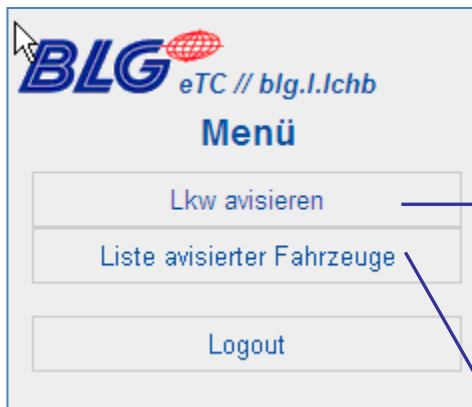 BLG
eTC // blg.l.lchb
Menü
Lkw avisieren
Liste avisierter Fahrzeuge
Logout